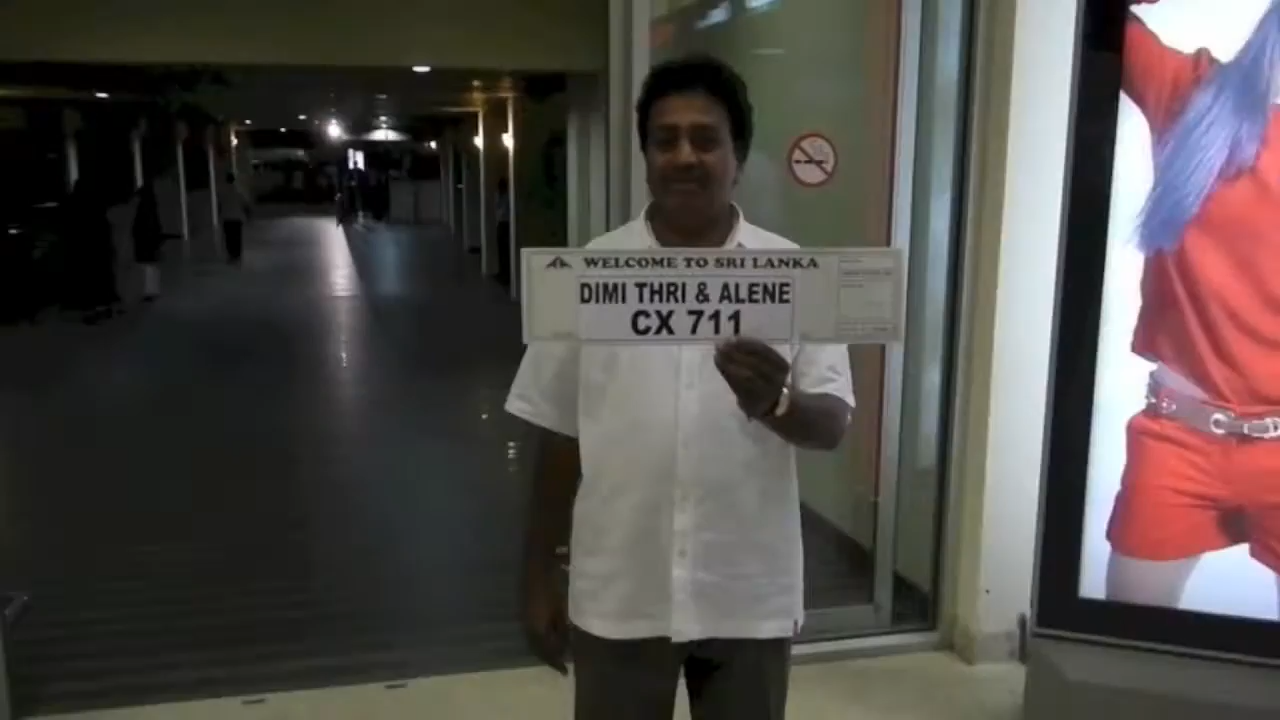 WELCOME TO SRI LANKA
DIMI THRI & ALENE
CX 711